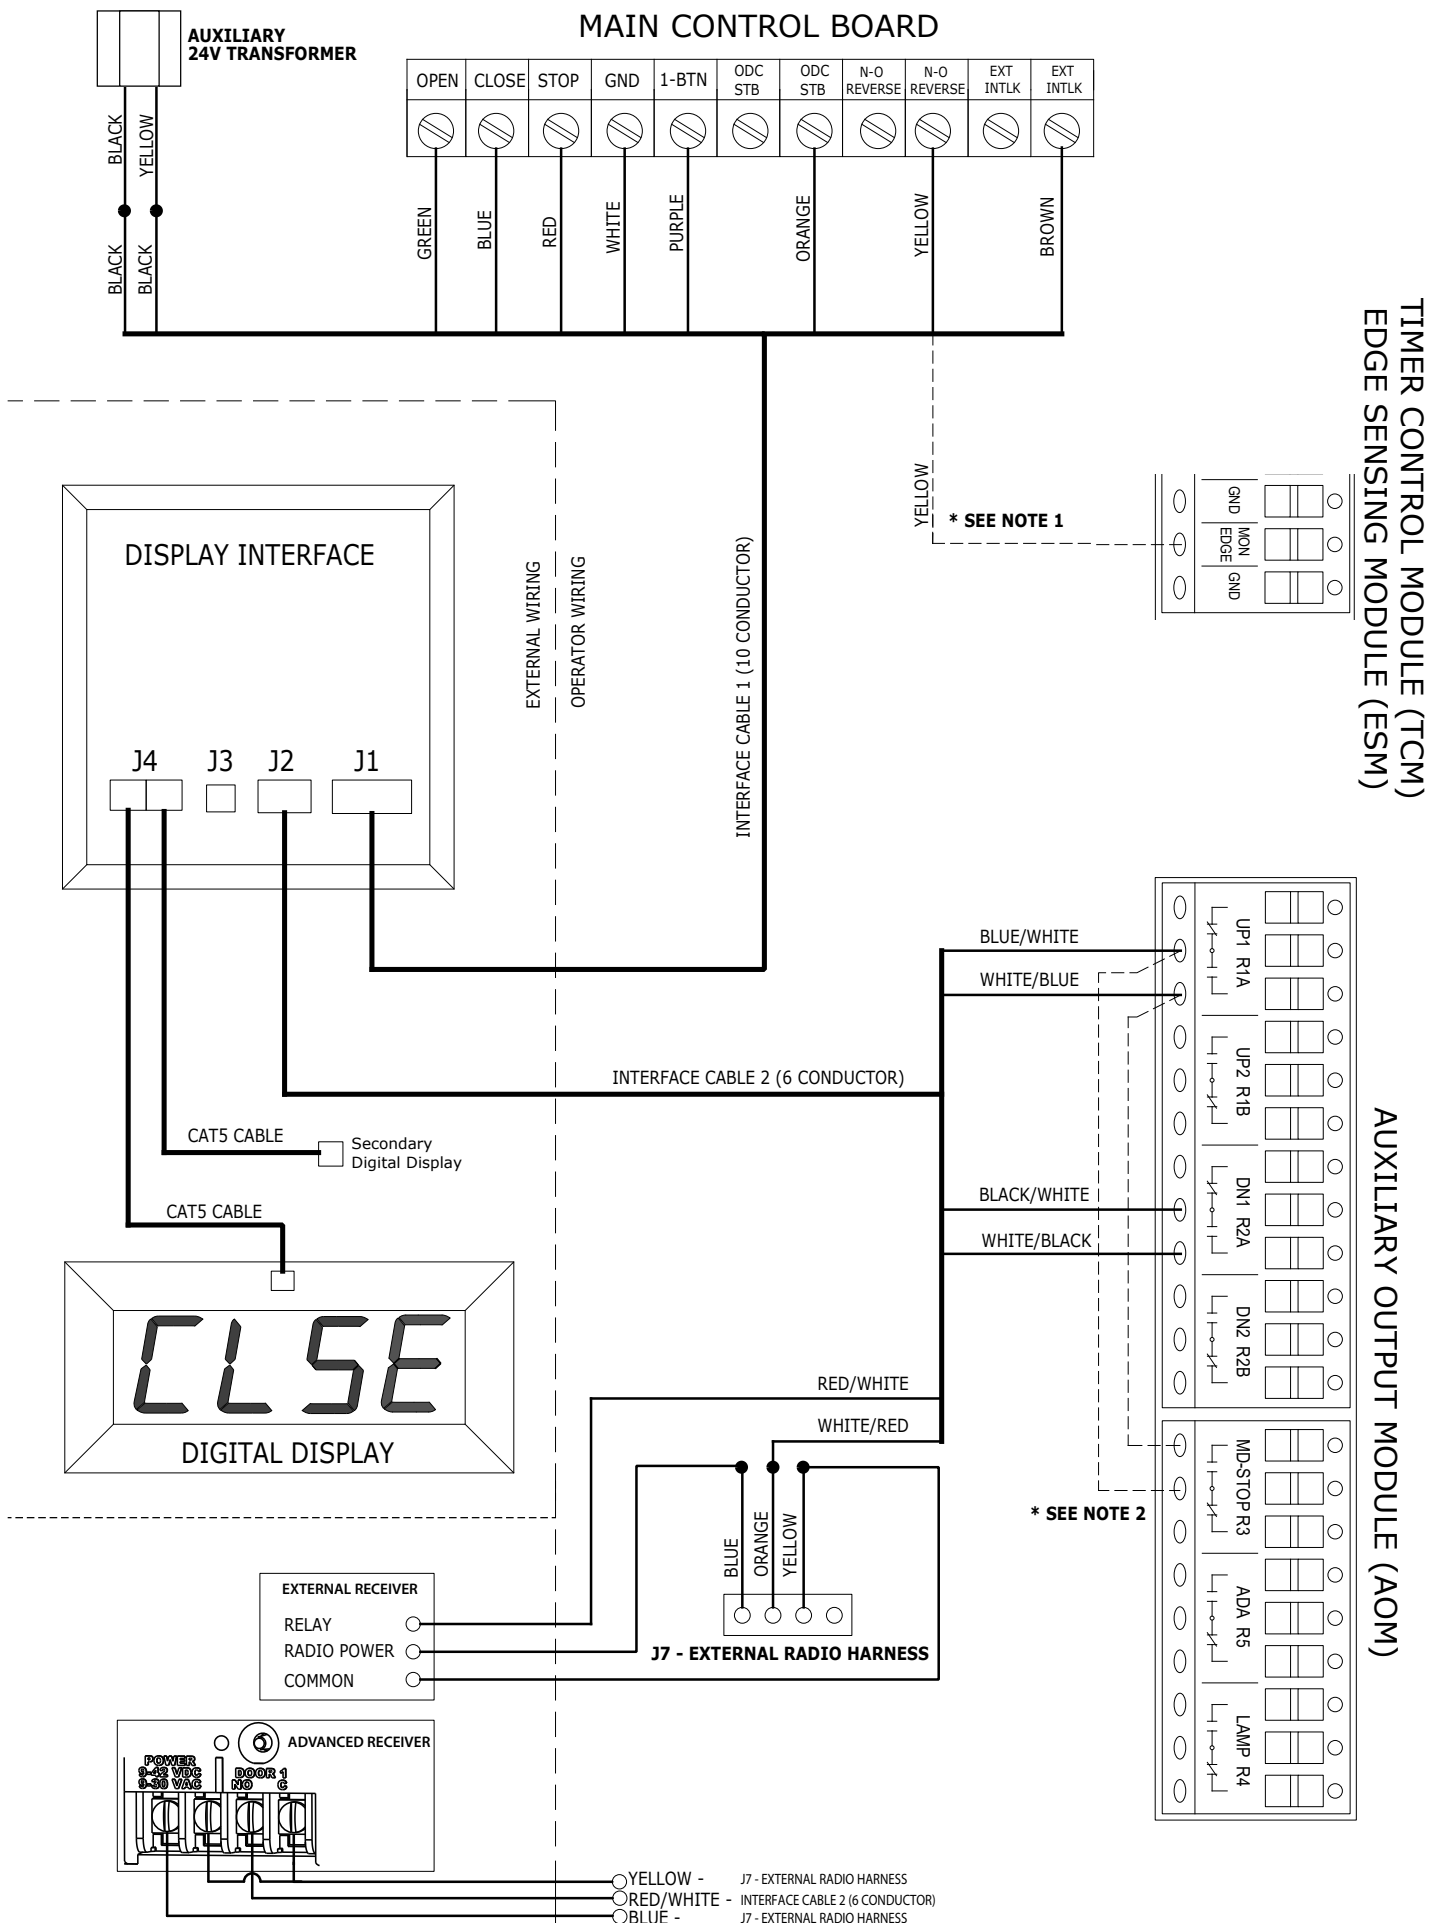 MAIN CONTROL BOARD
AUXILIARY
24V TRANSFORMER
OPEN
CLOSE
STOP
GND
1-BTN
ODC
STB
ODC
STB
N-O
REVERSE
N-O
REVERSE
EXT
INTLK
EXT
INTLK
BLACK
YELLOW
BLACK
BLACK
GREEN
BLUE
RED
WHITE
PURPLE
ORANGE
YELLOW
BROWN
TIMER CONTROL MODULE (TCM)
EDGE SENSING MODULE (ESM)
YELLOW
* SEE NOTE 1
GND
MON
EDGE
GND
DISPLAY INTERFACE
EXTERNAL WIRING
OPERATOR WIRING
INTERFACE CABLE 1 (10 CONDUCTOR)
J4
J3
J2
J1
BLUE/WHITE
WHITE/BLUE
UP1 R1A
UP2 R1B
DN1 R2A
DN2 R2B
MD-STOP R3
ADA R5
LAMP R4
AUXILIARY OUTPUT MODULE (AOM)
INTERFACE CABLE 2 (6 CONDUCTOR)
CAT5 CABLE
Secondary
Digital Display
CAT5 CABLE
BLACK/WHITE
WHITE/BLACK
CLSE
DIGITAL DISPLAY
RED/WHITE
WHITE/RED
* SEE NOTE 2
BLUE
ORANGE
YELLOW
J7 - EXTERNAL RADIO HARNESS
EXTERNAL RECEIVER
RELAY
RADIO POWER
COMMON
ADVANCED RECEIVER
POWER
9-42 VDC
9-30 VAC
DOOR 1
NO C
YELLOW - J7 - EXTERNAL RADIO HARNESS
RED/WHITE - INTERFACE CABLE 2 (6 CONDUCTOR)
BLUE - J7 - EXTERNAL RADIO HARNESS